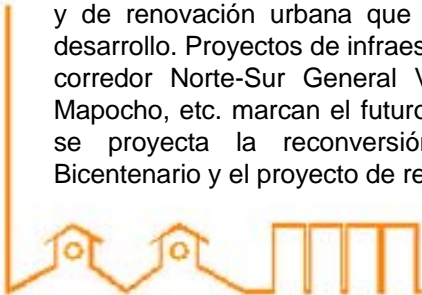 y de renovación urbana que
desarrollo. Proyectos de infraes
corredor Norte-Sur General V
Mapocho, etc. marcan el futuro
se proyecta la reconversión
Bicentenario y el proyecto de re